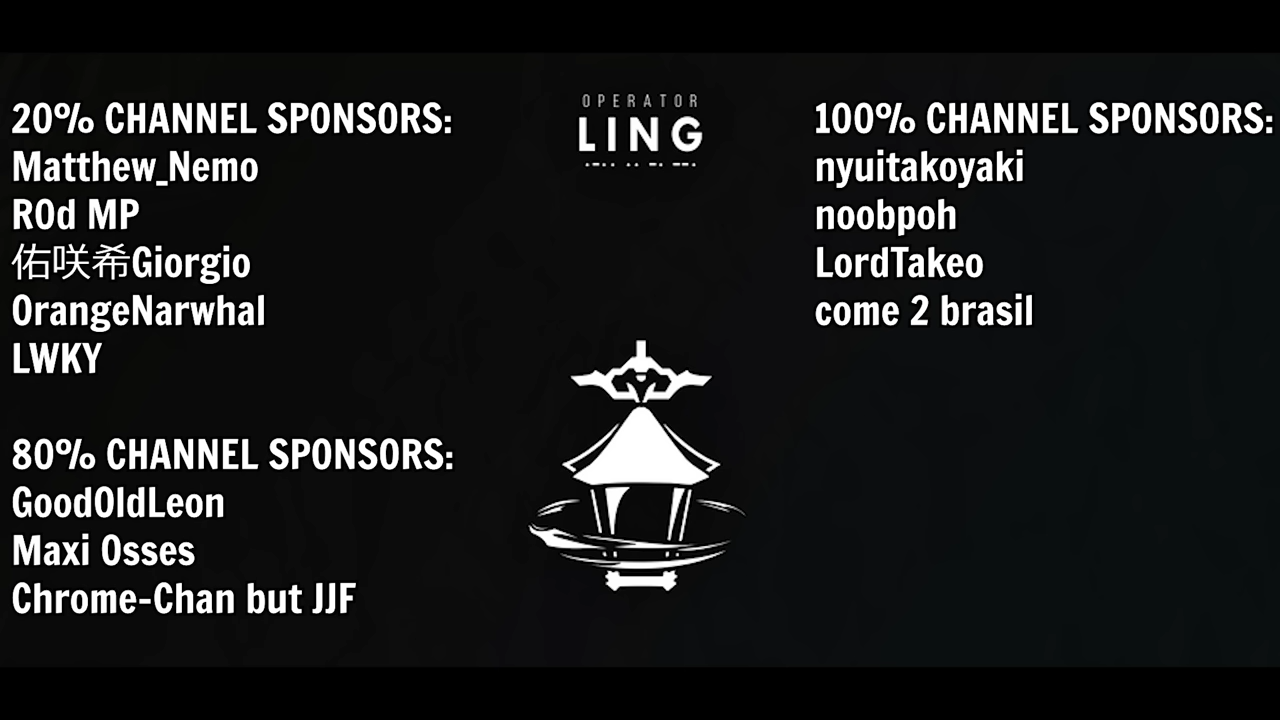 20% CHANNEL SPONSORS:
Matthew_Nemo
R0d MP
佑咲希Giorgio
OrangeNarwhal
LWKY
80% CHANNEL SPONSORS:
GoodOldLeon
Maxi Osses
Chrome-Chan but JJF
OPERATOR
LING
100% CHANNEL SPONSORS:
nyuitakoyaki
noobpoh
LordTakeo
come 2 brasil